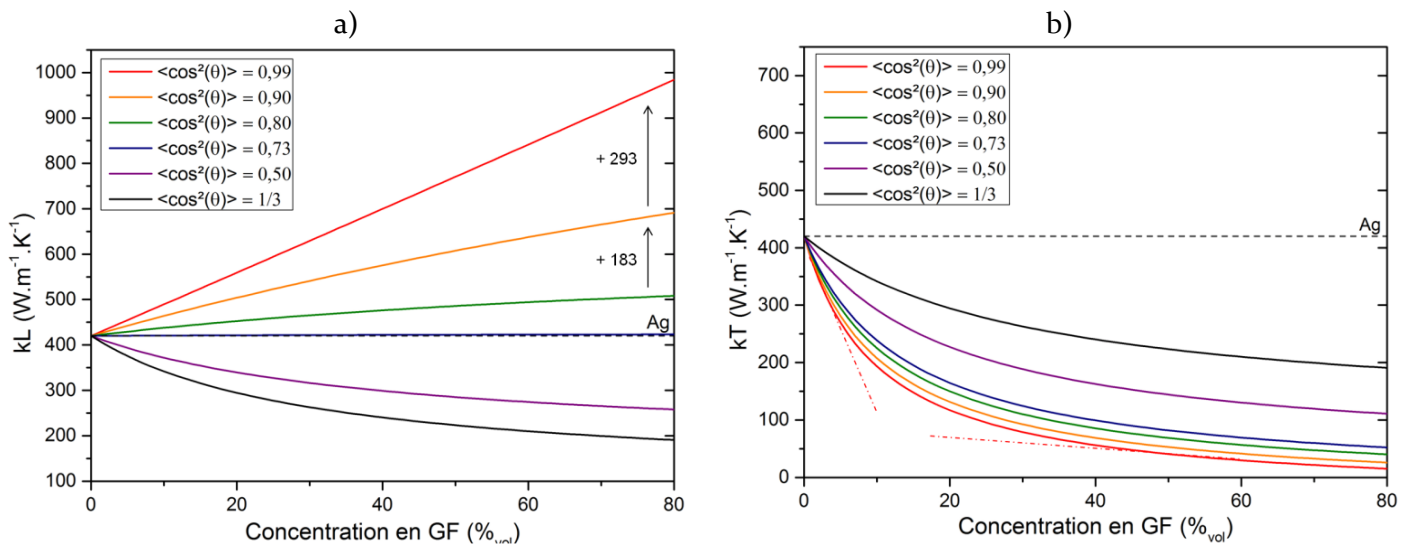 a)
kL (W.m⁻¹.K⁻¹)
1000
900
800
700
600
500
400
300
200
100
<cos²(θ)> = 0,99
<cos²(θ)> = 0,90
<cos²(θ)> = 0,80
<cos²(θ)> = 0,73
<cos²(θ)> = 0,50
<cos²(θ)> = 1/3
+ 293
+ 183
Ag
0 20 40 60 80
Concentration en GF (%vol)
b)
kT (W.m⁻¹.K⁻¹)
700
600
500
400
300
200
100
0
<cos²(θ)> = 0,99
<cos²(θ)> = 0,90
<cos²(θ)> = 0,80
<cos²(θ)> = 0,73
<cos²(θ)> = 0,50
<cos²(θ)> = 1/3
Ag
0 20 40 60 80
Concentration en GF (%vol)